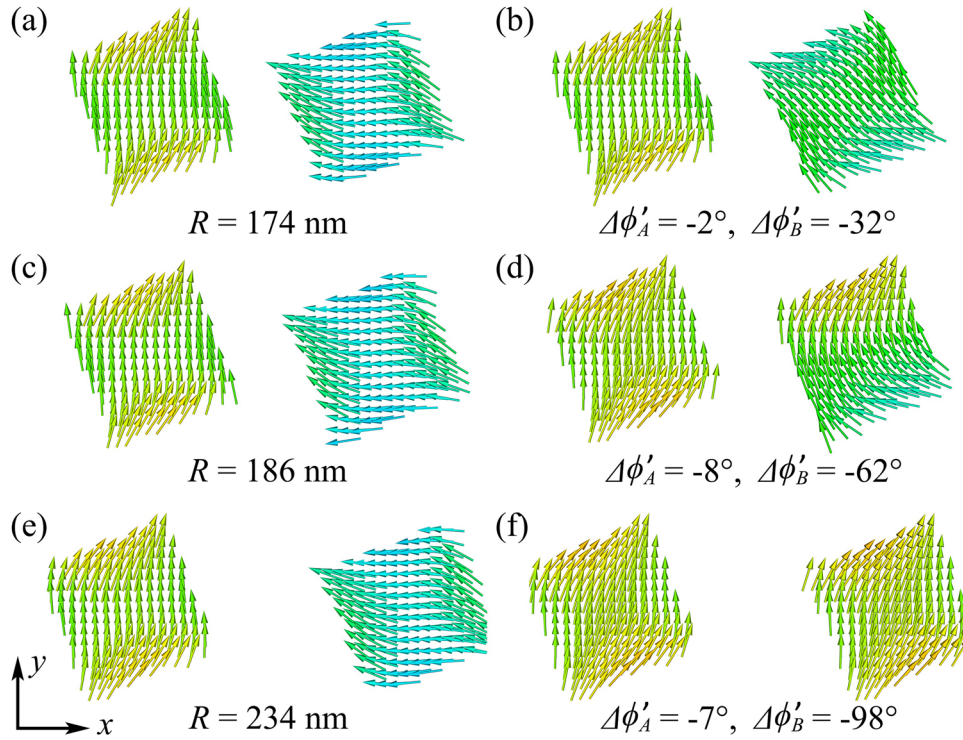 (a) (b)
R = 174 nm Δϕ′A = -2°, Δϕ′B = -32°
(c) (d)
R = 186 nm Δϕ′A = -8°, Δϕ′B = -62°
(e) (f)
y
x R = 234 nm Δϕ′A = -7°, Δϕ′B = -98°